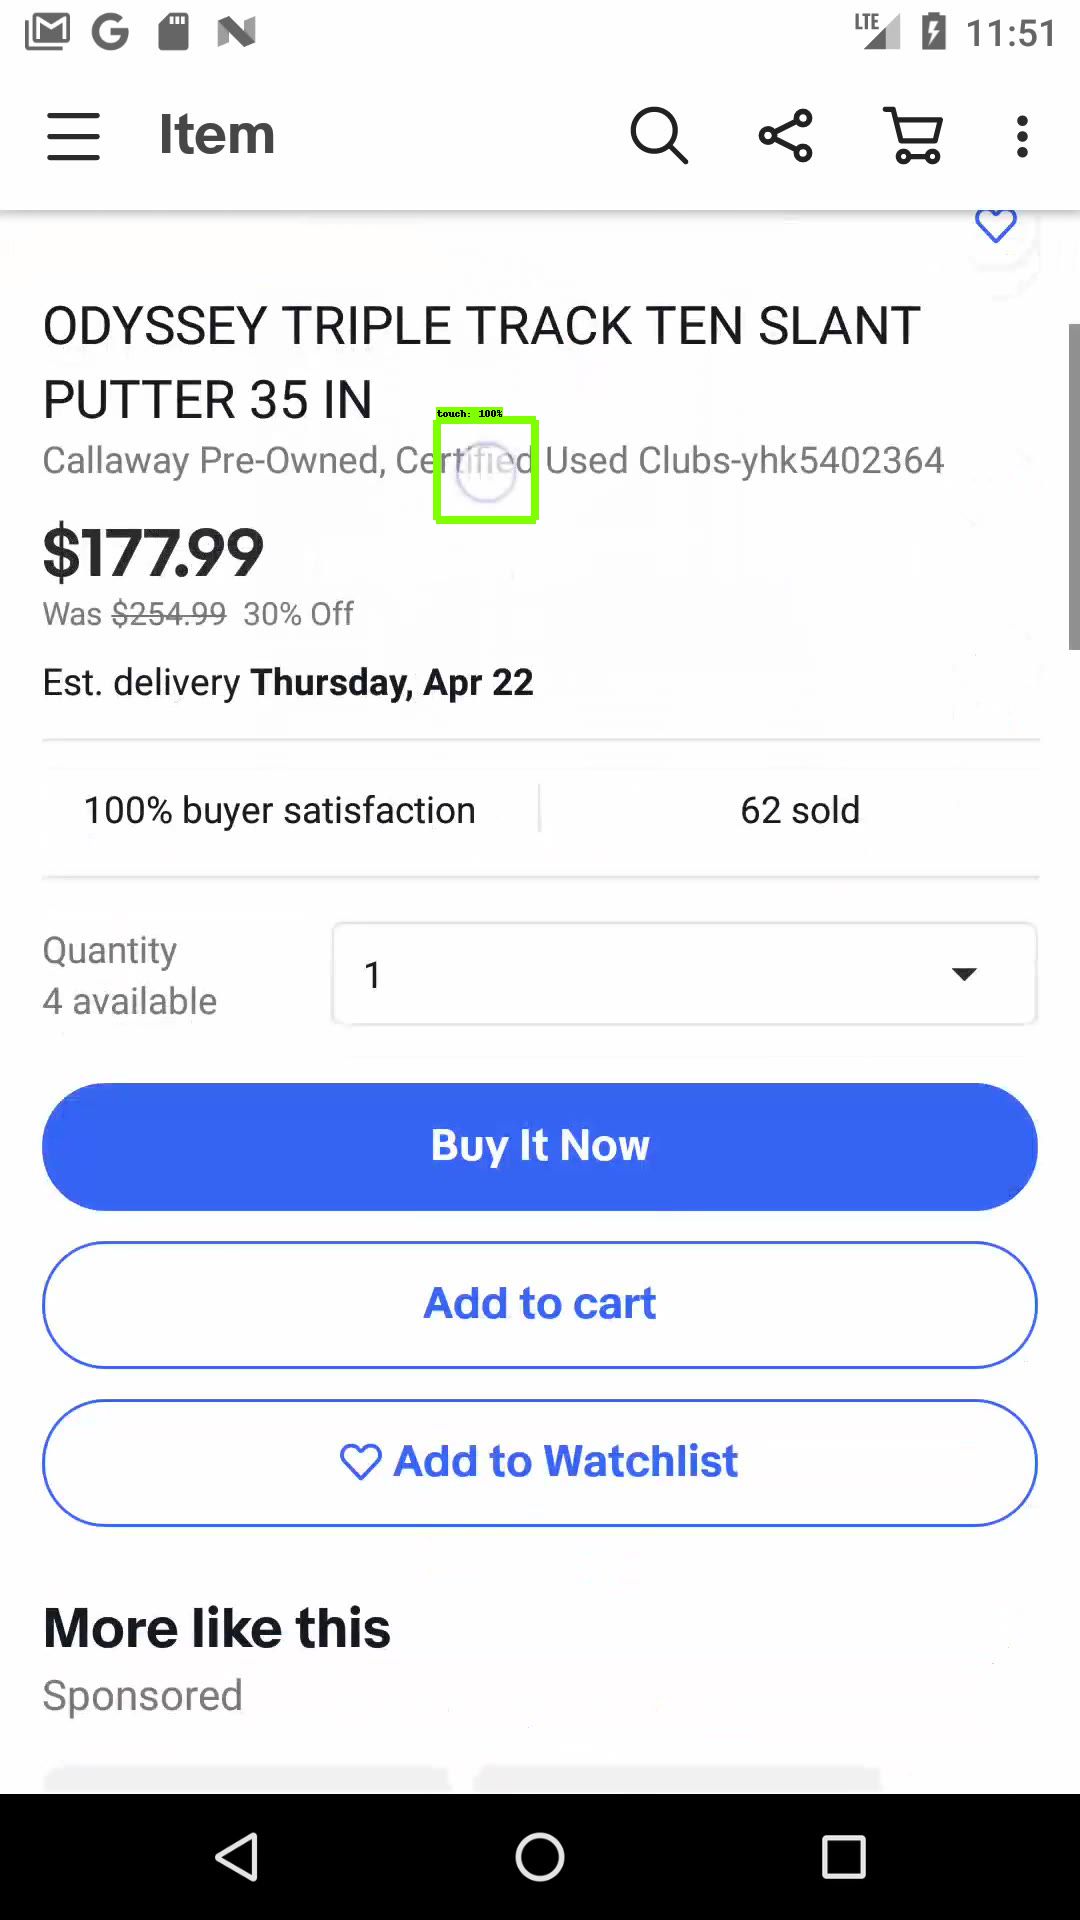 LTE 11:51
Item
ODYSSEY TRIPLE TRACK TEN SLANT
PUTTER 35 IN
touch: 100%
Callaway Pre-Owned, Certified Used Clubs-yhk5402364
$177.99
Was $254.99 30% Off
Est. delivery Thursday, Apr 22
100% buyer satisfaction
62 sold
Quantity
4 available
1
Buy It Now
Add to cart
Add to Watchlist
More like this
Sponsored